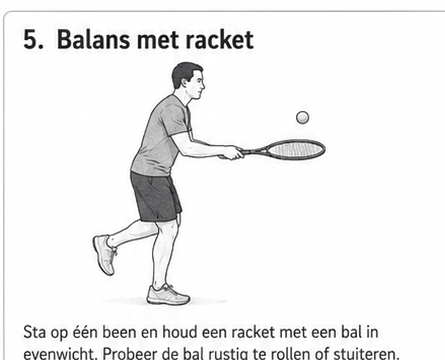 5. Balans met racket
Sta op één been en houd een racket met een bal in
evenwicht. Probeer de bal rustig te rollen of stuiteren.